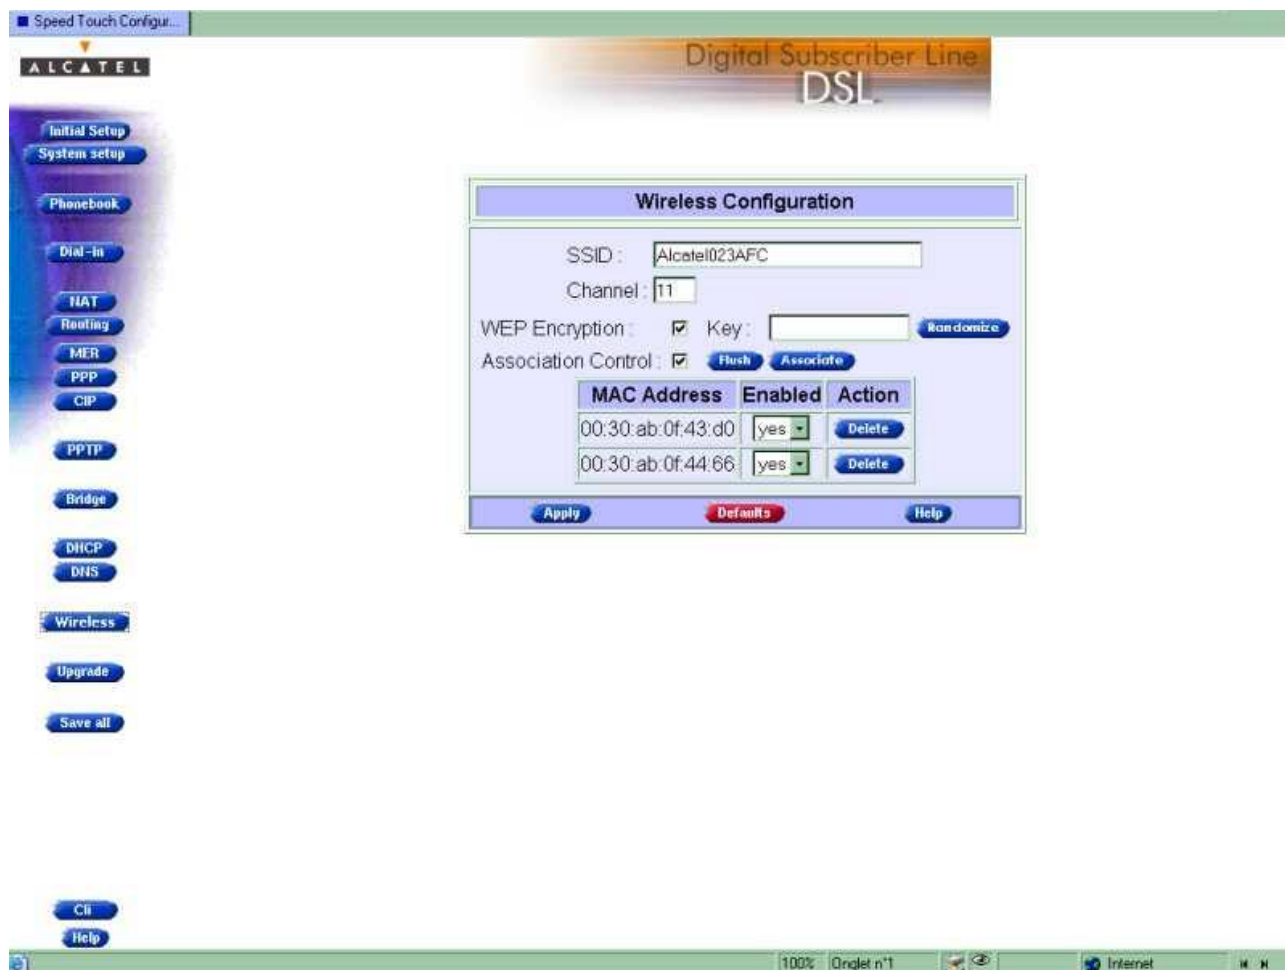 Speed Touch Configur...
ALCATEL
Digital Subscriber Line
DSL
Initial Setup
System setup
Phonebook
Dial-in
NAT
Routing
MER
PPP
CIP
PPTP
Bridge
DHCP
DNS
Wireless
Upgrade
Save all
Cli
Help
Wireless Configuration
SSID : Alcatel023AFC
Channel : 11
WEP Encryption : Key : Randomize
Association Control : Flush Associate
MAC Address Enabled Action
00:30:ab:0f:43:d0 yes Delete
00:30:ab:0f:44:66 yes Delete
Apply Defaults Help
100% Onglet n°1 Internet